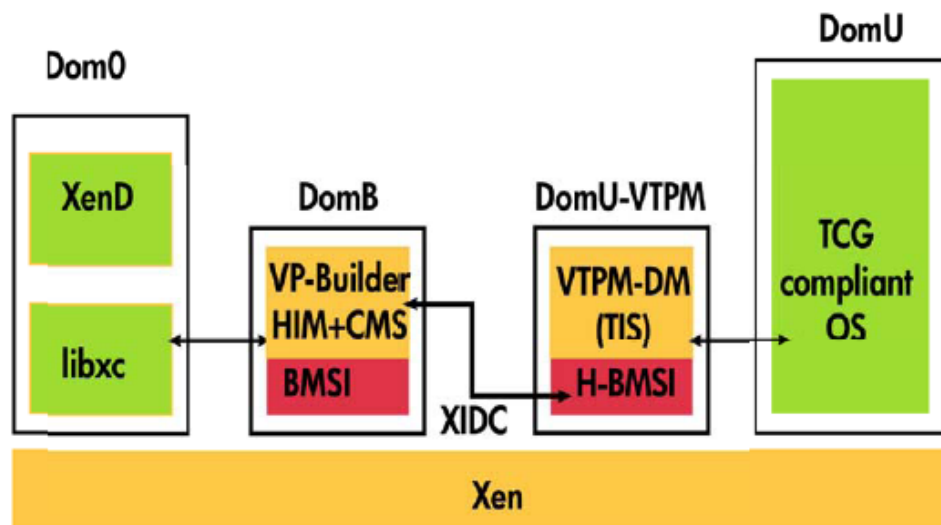 Dom0
XenD
libxc
DomB
VP-Builder
HIM+CMS
BMSI
XIDC
DomU-VTPM
VTPM-DM
(TIS)
H-BMSI
DomU
TCG
compliant
OS
Xen